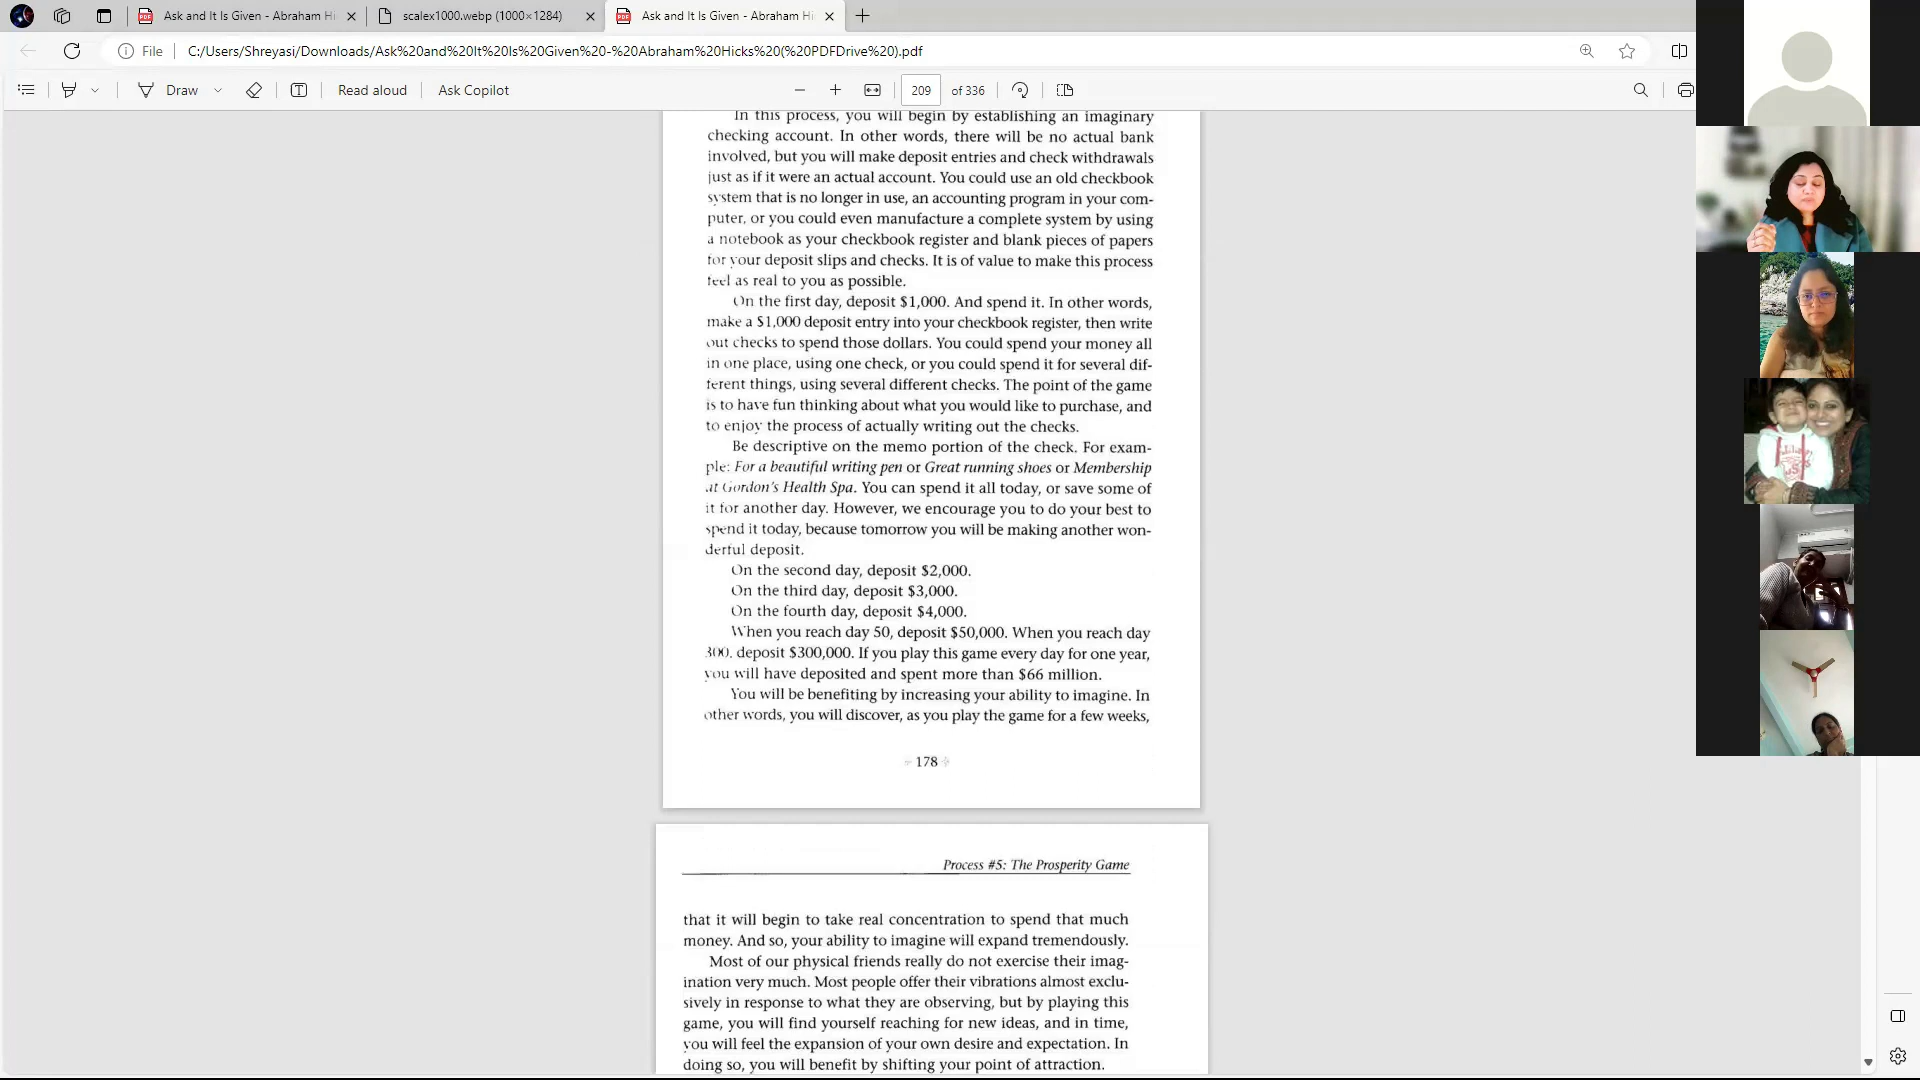 Ask and It Is Given - Abraham Hi
scalex1000.webp (1000×1284)
Ask and It Is Given - Abraham Hi
File
C:/Users/Shreyasi/Downloads/Ask%20and%20It%20Is%20Given%20-%20Abraham%20Hicks%20(%20PDFDrive%20).pdf
Draw
Read aloud
Ask Copilot
209 of 336
In this process, you will begin by establishing an imaginary
checking account. In other words, there will be no actual bank
involved, but you will make deposit entries and check withdrawals
just as if it were an actual account. You could use an old checkbook
system that is no longer in use, an accounting program in your com-
puter, or you could even manufacture a complete system by using
a notebook as your checkbook register and blank pieces of papers
for your deposit slips and checks. It is of value to make this process
feel as real to you as possible.
On the first day, deposit $1,000. And spend it. In other words,
make a $1,000 deposit entry into your checkbook register, then write
out checks to spend those dollars. You could spend your money all
in one place, using one check, or you could spend it for several dif-
ferent things, using several different checks. The point of the game
is to have fun thinking about what you would like to purchase, and
to enjoy the process of actually writing out the checks.
Be descriptive on the memo portion of the check. For exam-
ple: For a beautiful writing pen or Great running shoes or Membership
at Gordon's Health Spa. You can spend it all today, or save some of
it for another day. However, we encourage you to do your best to
spend it today, because tomorrow you will be making another won-
derful deposit.
On the second day, deposit $2,000.
On the third day, deposit $3,000.
On the fourth day, deposit $4,000.
When you reach day 50, deposit $50,000. When you reach day
300, deposit $300,000. If you play this game every day for one year,
you will have deposited and spent more than $66 million.
You will be benefiting by increasing your ability to imagine. In
other words, you will discover, as you play the game for a few weeks,
178
Process #5: The Prosperity Game
that it will begin to take real concentration to spend that much
money. And so, your ability to imagine will expand tremendously.
Most of our physical friends really do not exercise their imag-
ination very much. Most people offer their vibrations almost exclu-
sively in response to what they are observing, but by playing this
game, you will find yourself reaching for new ideas, and in time,
you will feel the expansion of your own desire and expectation. In
doing so, you will benefit by shifting your point of attraction.